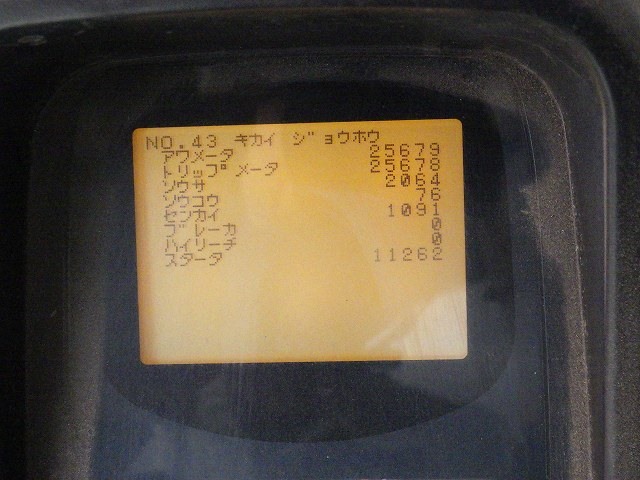 NO.43 キカイ ジョウホウ
アワメータ 25679
トリップ メータ 25678
ソウサ 2064
ソウコウ 76
センカイ 1091
ブレーカ 0
ハイリーチ 0
スタータ 11262